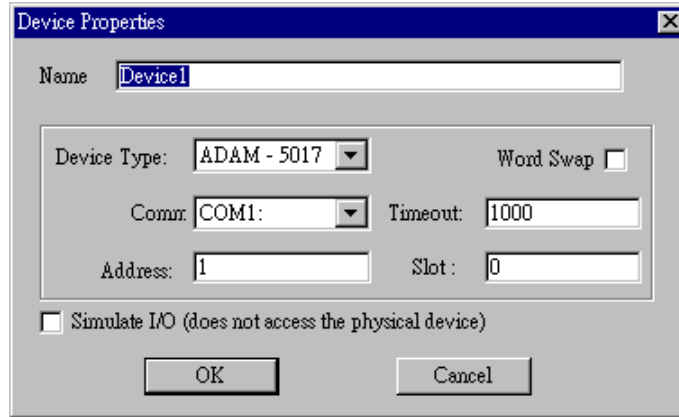 Device Properties
Name Device1
Device Type: ADAM - 5017 Word Swap
Comm: COM1: Timeout: 1000
Address: 1 Slot : 0
Simulate I/O (does not access the physical device)
OK Cancel